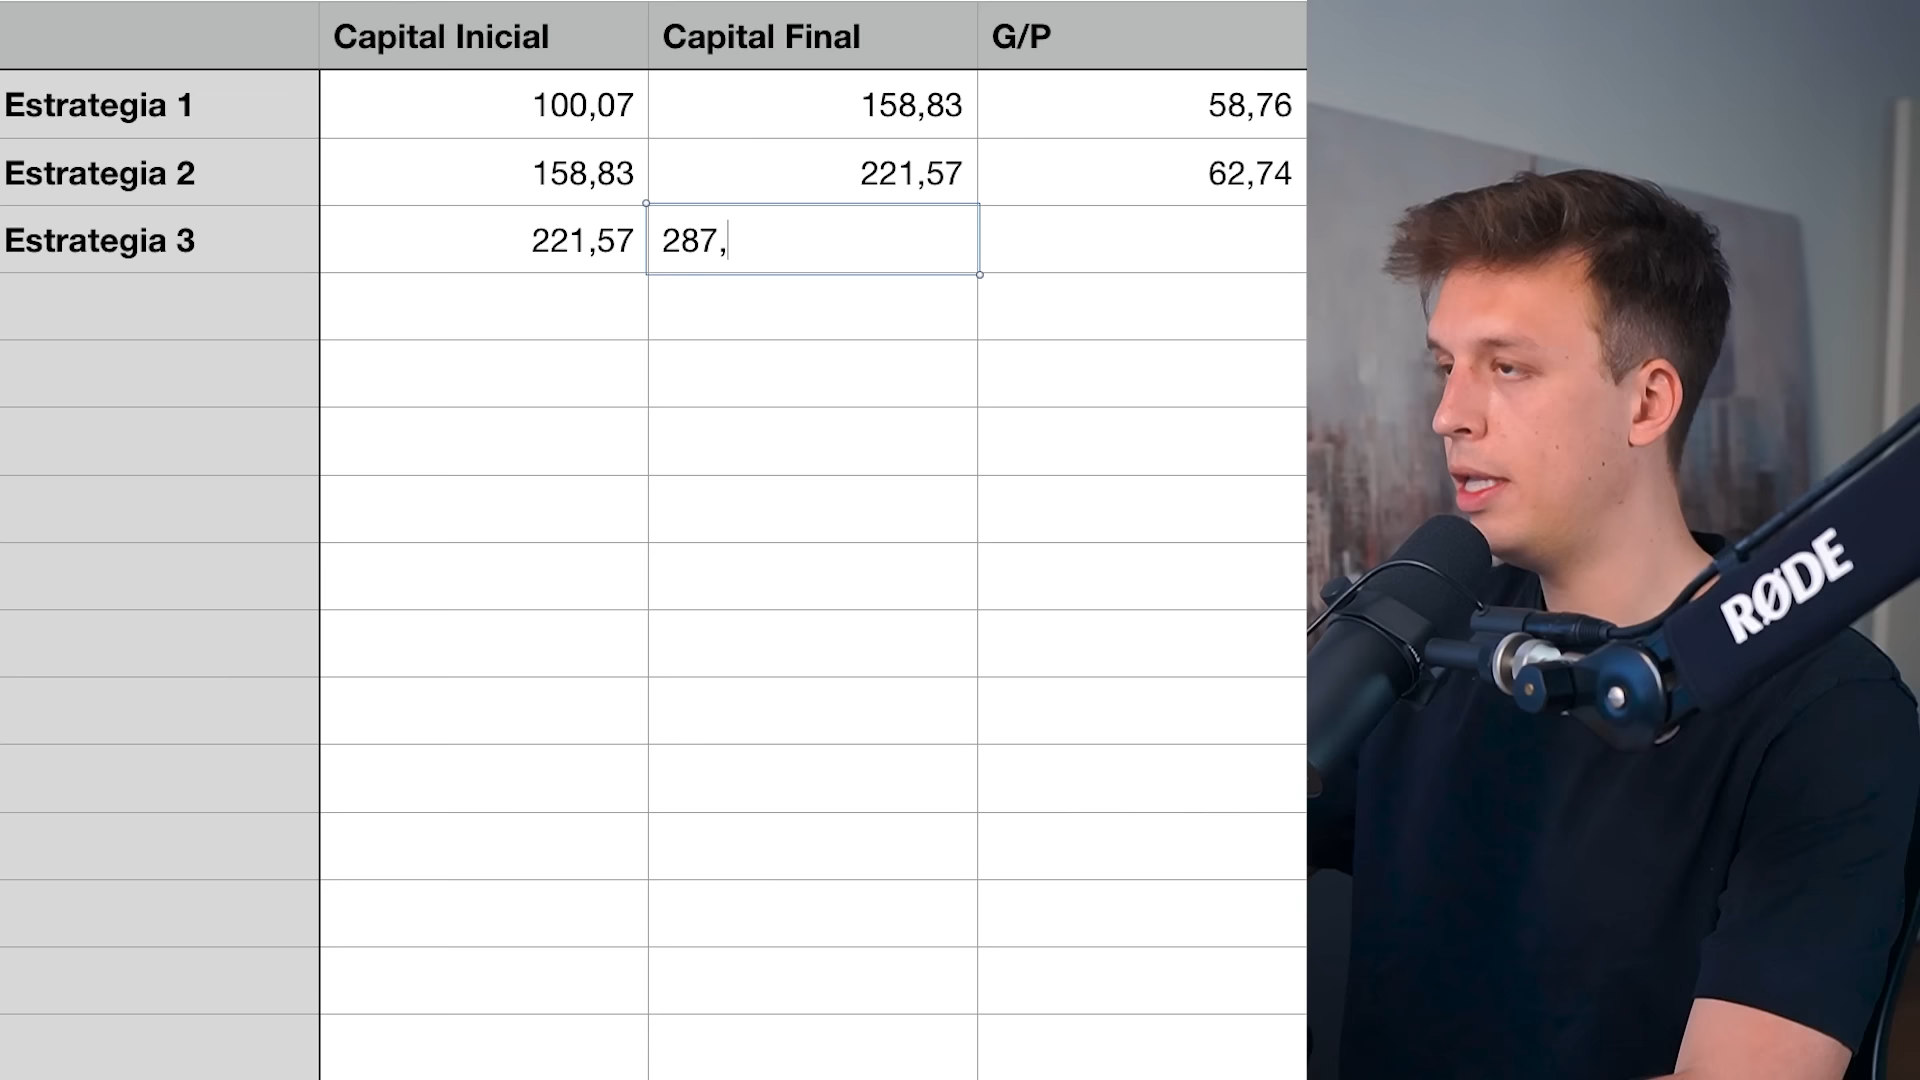 Capital Inicial Capital Final G/P
Estrategia 1 100,07 158,83 58,76
Estrategia 2 158,83 221,57 62,74
Estrategia 3 221,57 287,
RØDE